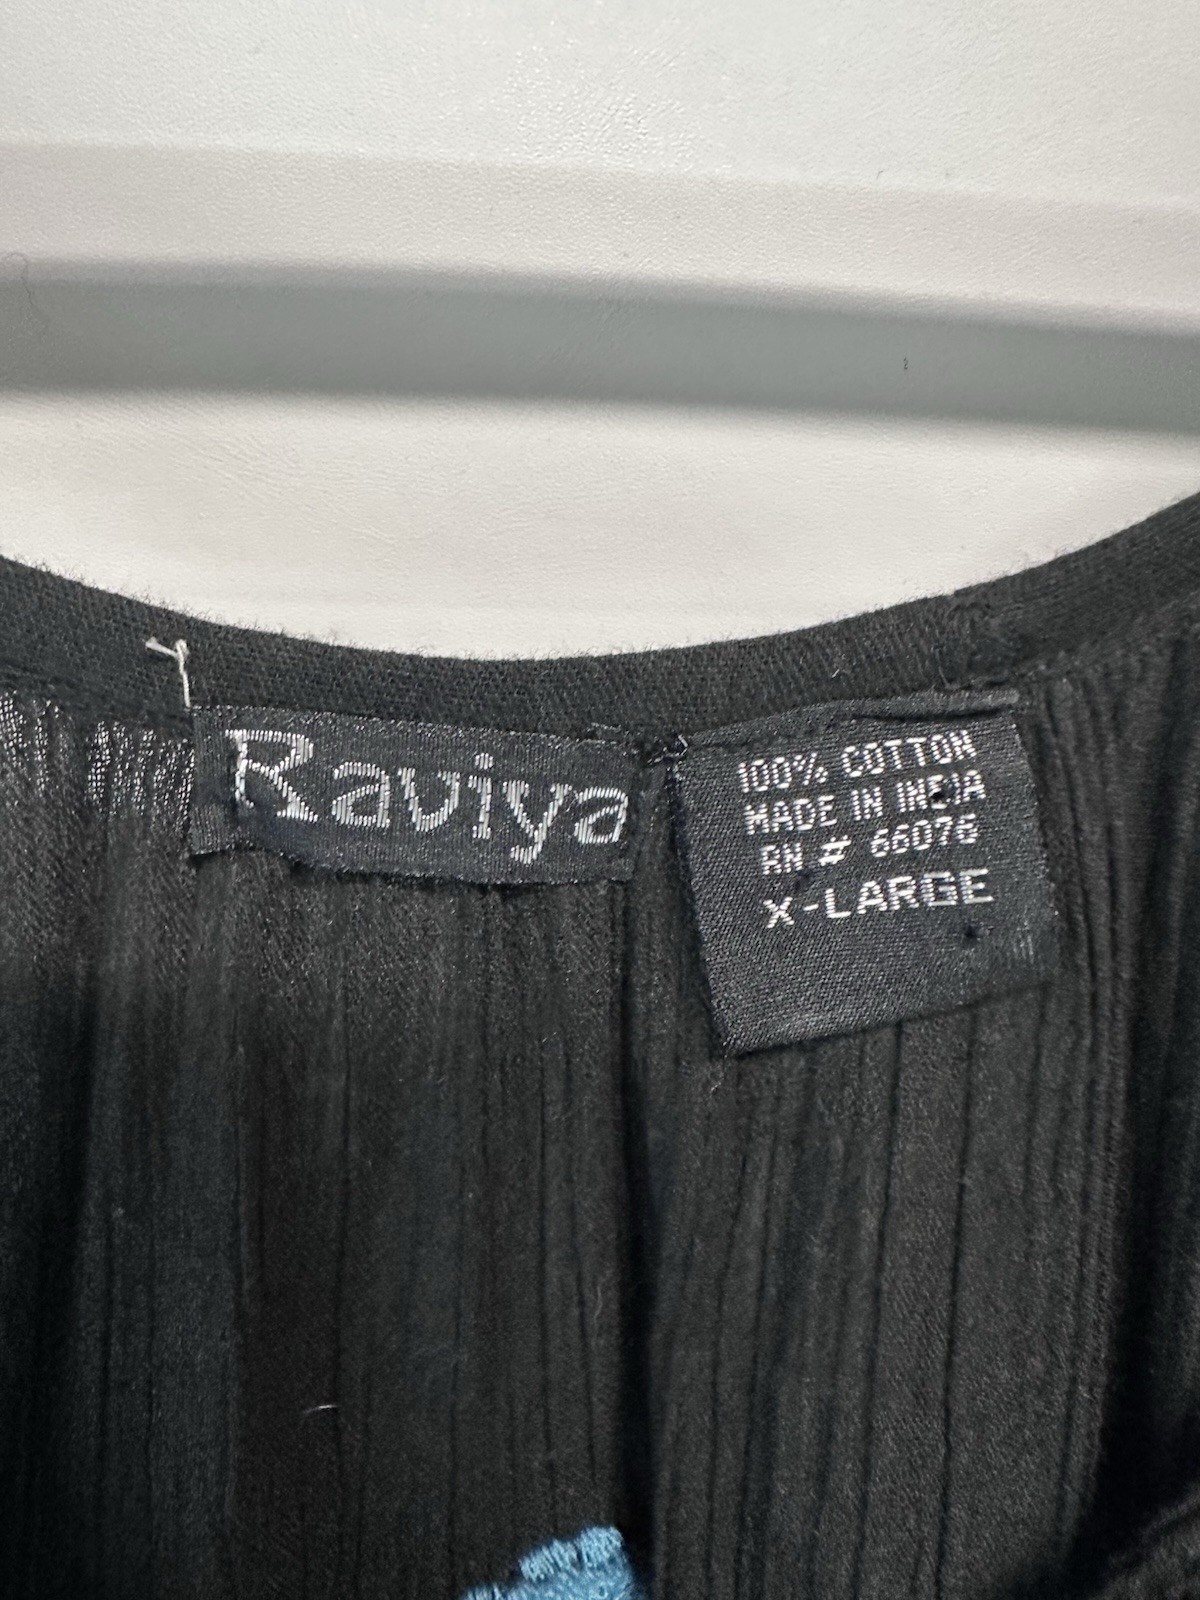 Raviya
100% COTTON
MADE IN INDIA
RN # 66076
X-LARGE